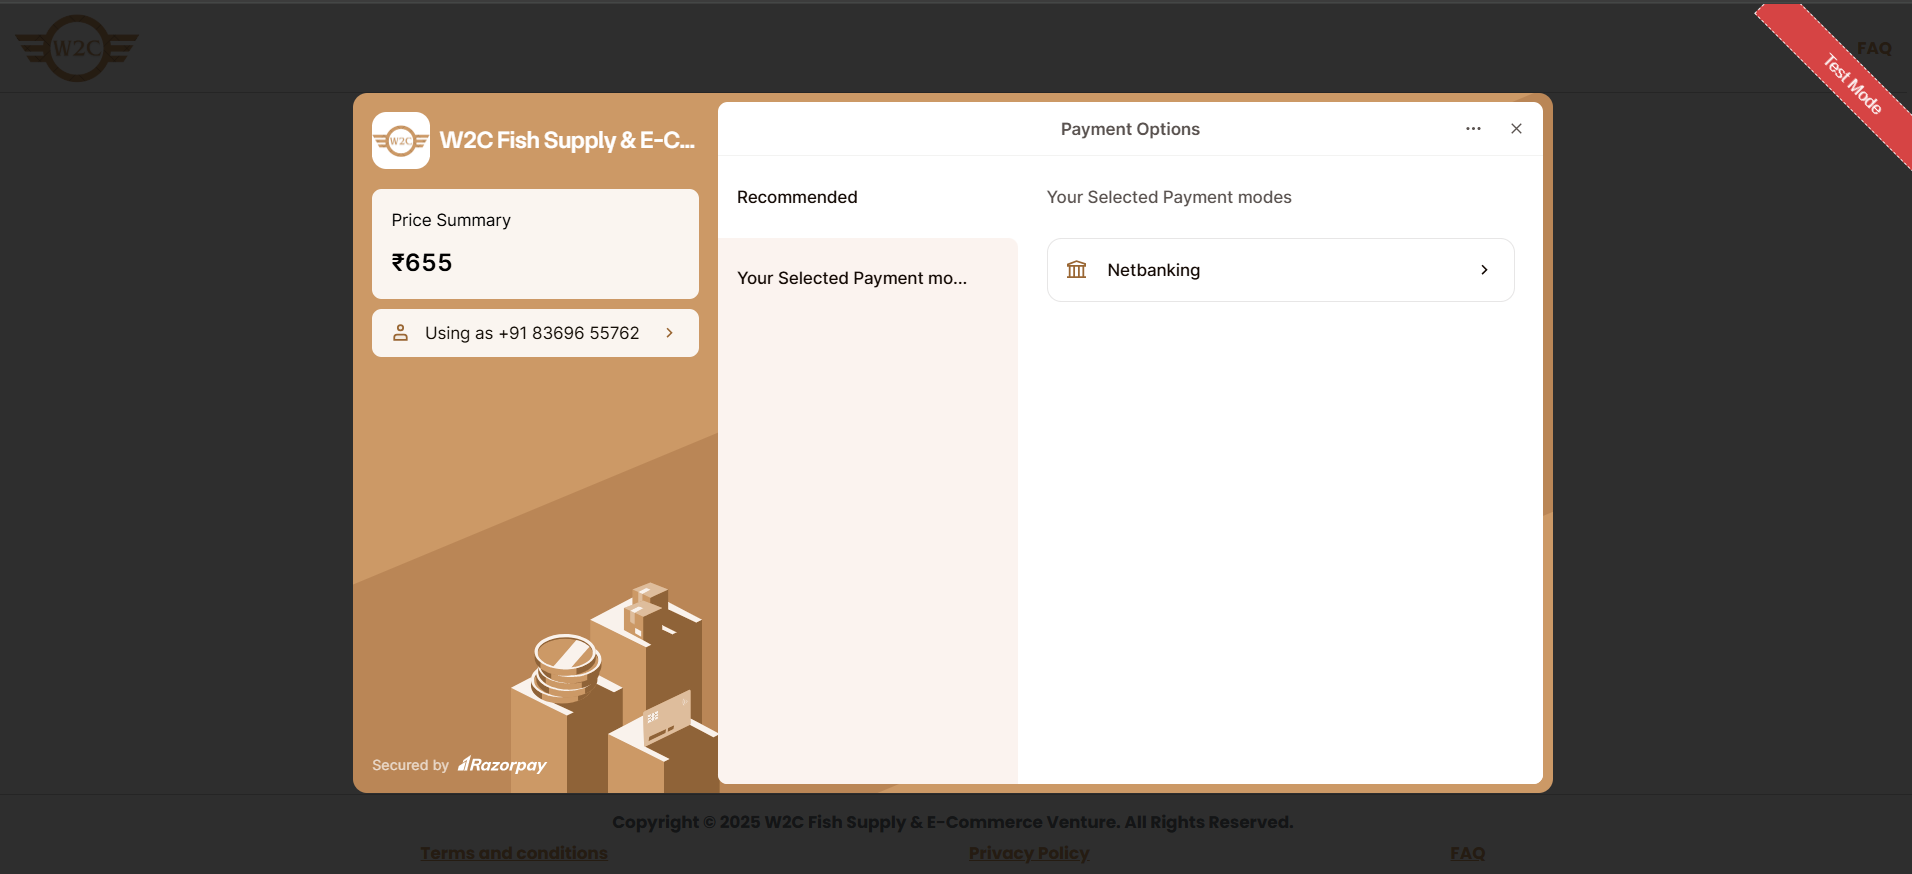 W2C
FAQ
Test Mode
W2C
W2C Fish Supply & E-C...
Payment Options
Price Summary
₹655
Using as +91 83696 55762
Recommended
Your Selected Payment mo...
Your Selected Payment modes
Netbanking
Secured by Razorpay
Copyright © 2025 W2C Fish Supply & E-Commerce Venture. All Rights Reserved.
Terms and conditions
Privacy Policy
FAQ